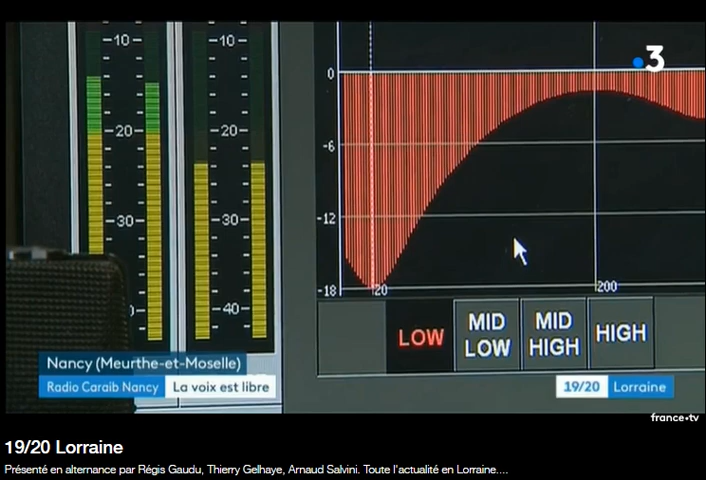 -10 -10
-20 -20
-30 -30
-40
0
-6
-12
-18
20 200
LOW MID LOW MID HIGH HIGH
3
Nancy (Meurthe-et-Moselle)
Radio Caraib Nancy La voix est libre
19/20 Lorraine
france•tv
19/20 Lorraine
Présenté en alternance par Régis Gaudu, Thierry Gelhaye, Arnaud Salvini. Toute l'actualité en Lorraine....